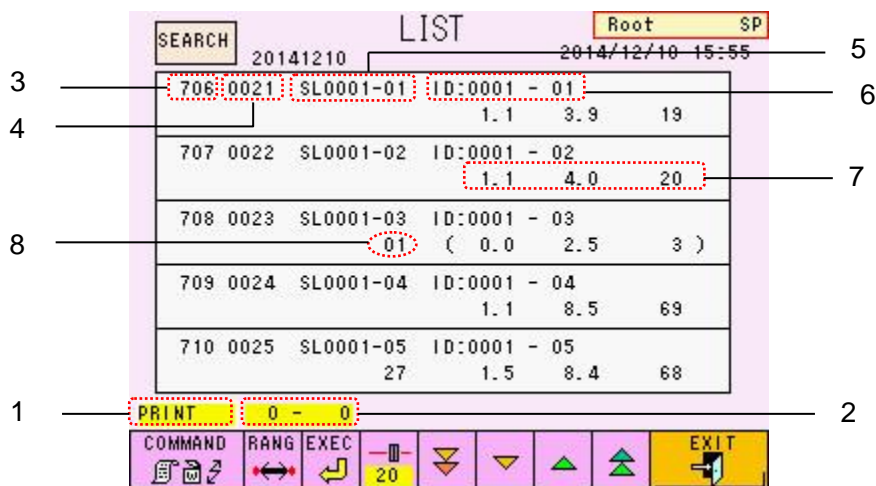 LIST
Root SP
SEARCH
20141210
2014/12/10 15:55
5
3
706 0021 SL0001-01 ID:0001 - 01
6
4
1.1 3.9 19
707 0022 SL0001-02 ID:0001 - 02
1.1 4.0 20
7
708 0023 SL0001-03 ID:0001 - 03
8
01 ( 0.0 2.5 3 )
709 0024 SL0001-04 ID:0001 - 04
1.1 8.5 69
710 0025 SL0001-05 ID:0001 - 05
27 1.5 8.4 68
1
PRINT 0 - 0
2
COMMAND RANG EXEC EXIT
20